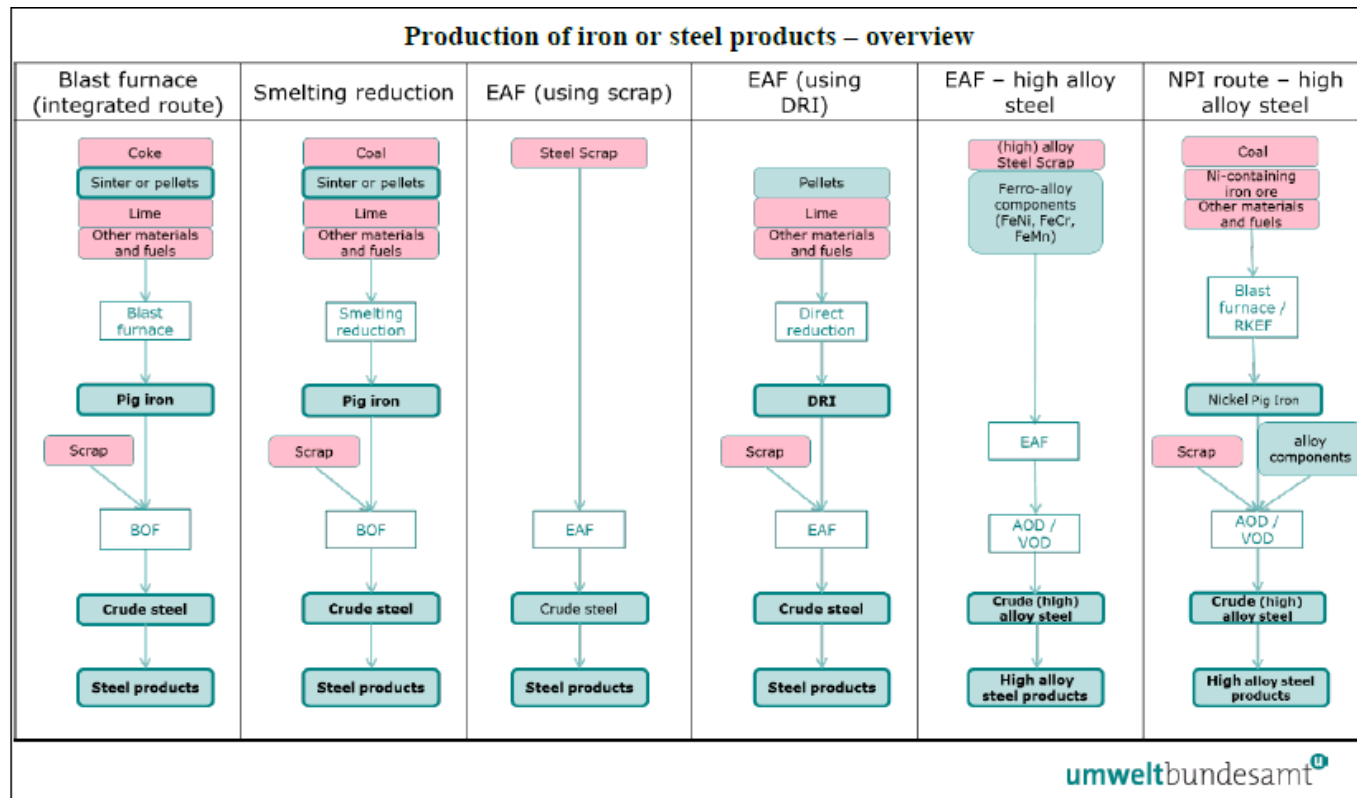 Production of iron or steel products – overview
Blast furnace
(integrated route)
Coke
Sinter or pellets
Lime
Other materials
and fuels
Blast
furnace
Pig iron
Scrap
BOF
Crude steel
Steel products
Smelting reduction
Coal
Sinter or pellets
Lime
Other materials
and fuels
Smelting
reduction
Pig iron
Scrap
BOF
Crude steel
Steel products
EAF (using scrap)
Steel Scrap
EAF
Crude steel
Steel products
EAF (using
DRI)
Pellets
Lime
Other materials
and fuels
Direct
reduction
DRI
Scrap
EAF
Crude steel
Steel products
EAF – high alloy
steel
(high) alloy
Steel Scrap
Ferro-alloy
components
(FeNi, FeCr,
FeMn)
EAF
AOD /
VOD
Crude (high)
alloy steel
High alloy
steel products
NPI route – high
alloy steel
Coal
Ni-containing
iron ore
Other materials
and fuels
Blast
furnace /
RKEF
Nickel Pig Iron
Scrap
alloy
components
AOD /
VOD
Crude (high)
alloy steel
High alloy steel
products
umweltbundesamt u